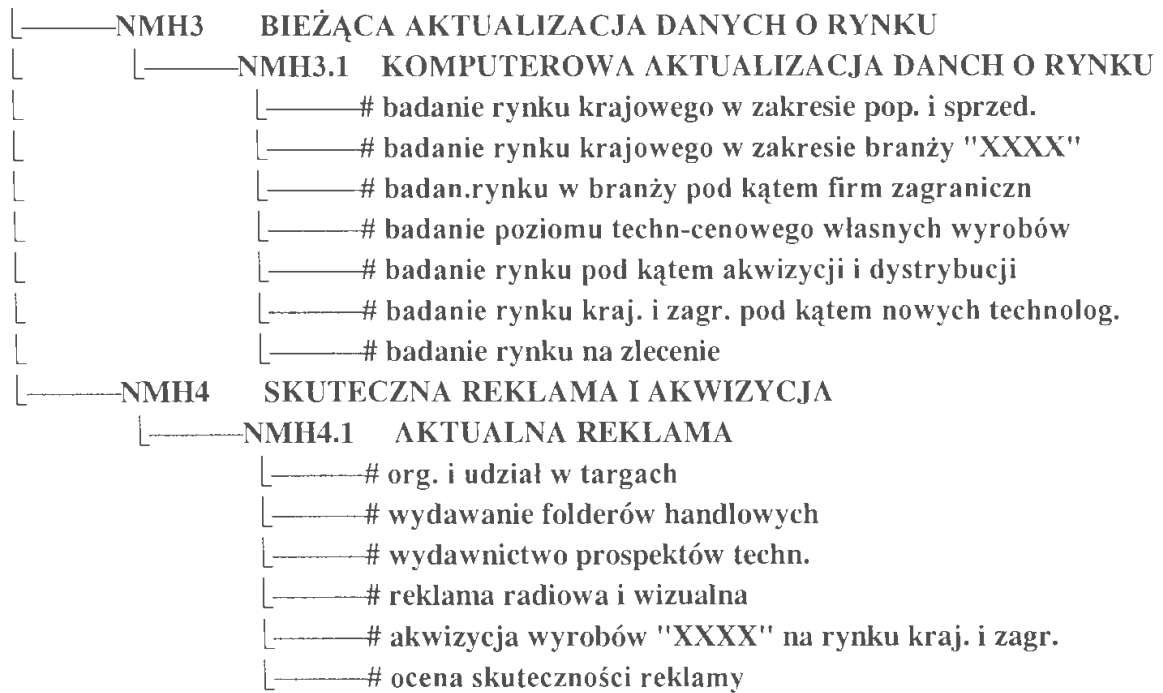 NMH3 BIEŻĄCA AKTUALIZACJA DANYCH O RYNKU
NMH3.1 KOMPUTEROWA AKTUALIZACJA DANCH O RYNKU
# badanie rynku krajowego w zakresie pop. i sprzed.
# badanie rynku krajowego w zakresie branży "XXXX"
# badan.rynku w branży pod kątem firm zagraniczn
# badanie poziomu techn-cenowego własnych wyrobów
# badanie rynku pod kątem akwizycji i dystrybucji
# badanie rynku kraj. i zagr. pod kątem nowych technolog.
# badanie rynku na zlecenie
NMH4 SKUTECZNA REKLAMA I AKWIZYCJA
NMH4.1 AKTUALNA REKLAMA
# org. i udział w targach
# wydawanie folderów handlowych
# wydawnictwo prospektów techn.
# reklama radiowa i wizualna
# akwizycja wyrobów "XXXX" na rynku kraj. i zagr.
# ocena skuteczności reklamy